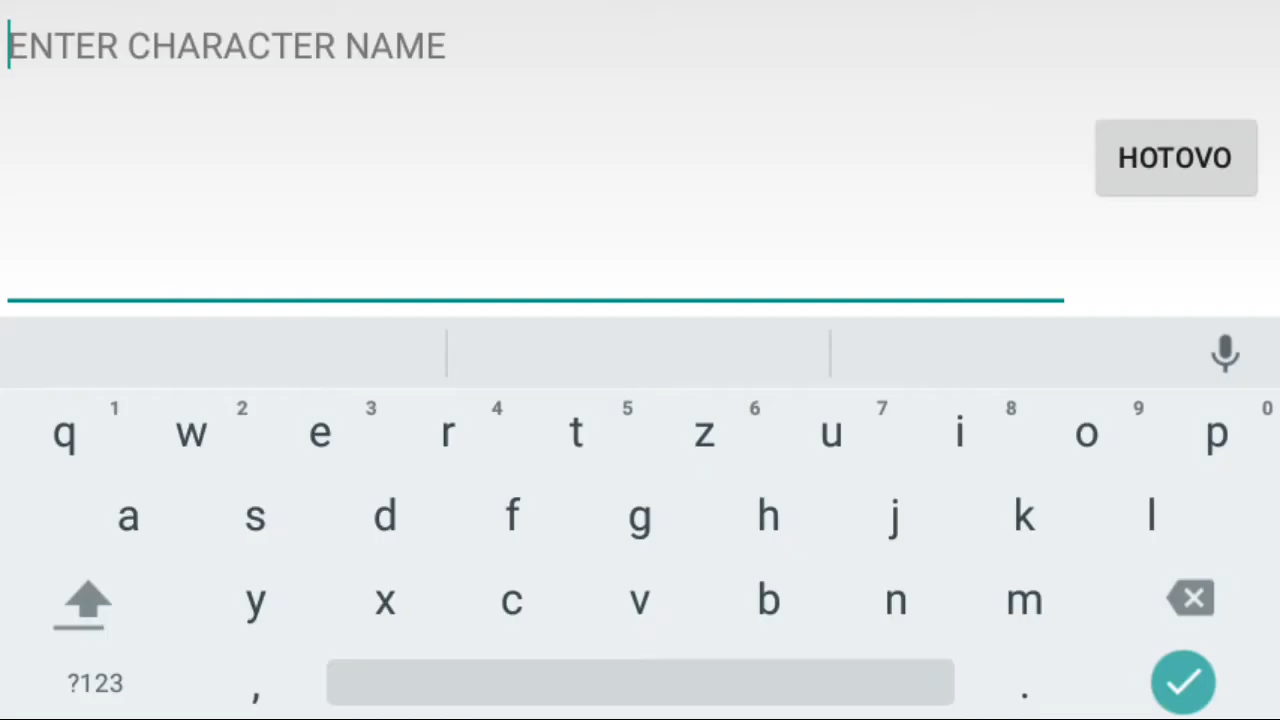 ENTER CHARACTER NAME
HOTOVO
1 2 3 4 5 6 7 8 9 0
q w e r t z u i o p
a s d f g h j k l
y x c v b n m
?123 , .